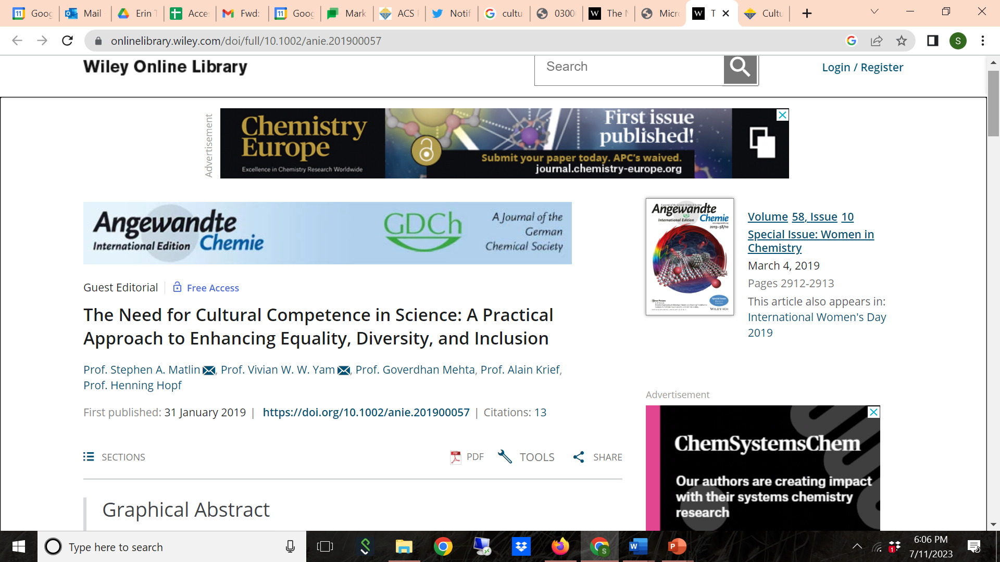 Goog
Mail
Erin T
Acce
Fwd:
Goog
Mark
ACS
Notif
cultu
0300
The N
Micr
T
Cultu
onlinelibrary.wiley.com/doi/full/10.1002/anie.201900057
S
Wiley Online Library
Search
Login / Register
Advertisement
Chemistry
Europe
Excellence in Chemistry Research Worldwide
First issue
published!
Submit your paper today. APC's waived.
journal.chemistry-europe.org
Angewandte
International Edition Chemie
GDCh
A Journal of the
German
Chemical Society
Angewandte
International Edition Chemie
2019–58/10
WILEY-VCH
Volume 58, Issue 10
Special Issue: Women in
Chemistry
March 4, 2019
Pages 2912-2913
This article also appears in:
International Women's Day
2019
Guest Editorial
Free Access
The Need for Cultural Competence in Science: A Practical
Approach to Enhancing Equality, Diversity, and Inclusion
Prof. Stephen A. Matlin, Prof. Vivian W. W. Yam, Prof. Goverdhan Mehta, Prof. Alain Krief,
Prof. Henning Hopf
First published: 31 January 2019 | https://doi.org/10.1002/anie.201900057 | Citations: 13
SECTIONS
PDF
TOOLS
SHARE
Graphical Abstract
Advertisement
ChemSystemsChem
Our authors are creating impact
with their systems chemistry
research
Type here to search
6:06 PM
7/11/2023